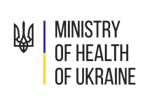 MINISTRY
OF HEALTH
OF UKRAINE